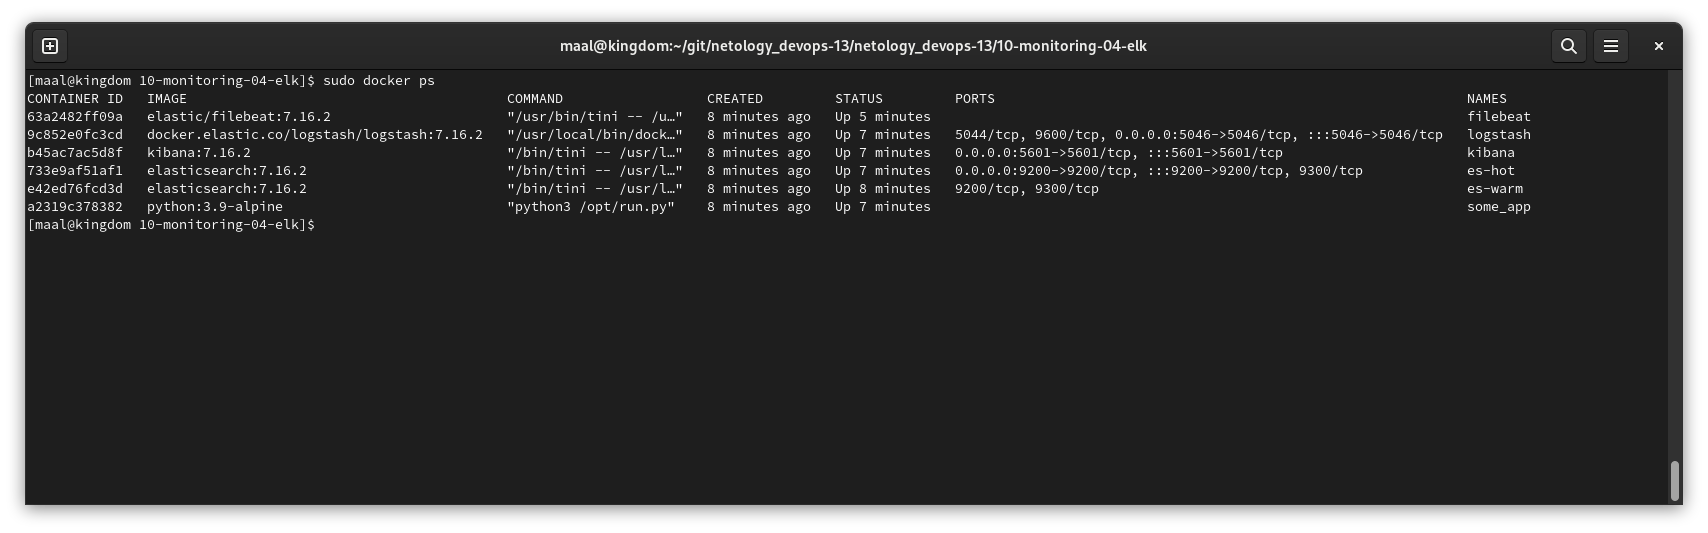 maal@kingdom:~/git/netology_devops-13/netology_devops-13/10-monitoring-04-elk
[maal@kingdom 10-monitoring-04-elk]$ sudo docker ps
CONTAINER ID   IMAGE                                        COMMAND                  CREATED         STATUS         PORTS                                                           NAMES
63a2482ff09a   elastic/filebeat:7.16.2                      "/usr/bin/tini -- /u…"   8 minutes ago   Up 5 minutes                                                                   filebeat
9c852e0fc3cd   docker.elastic.co/logstash/logstash:7.16.2   "/usr/local/bin/dock…"   8 minutes ago   Up 7 minutes   5044/tcp, 9600/tcp, 0.0.0.0:5046->5046/tcp, :::5046->5046/tcp   logstash
b45ac7ac5d8f   kibana:7.16.2                                "/bin/tini -- /usr/l…"   8 minutes ago   Up 7 minutes   0.0.0.0:5601->5601/tcp, :::5601->5601/tcp                       kibana
733e9af51af1   elasticsearch:7.16.2                         "/bin/tini -- /usr/l…"   8 minutes ago   Up 7 minutes   0.0.0.0:9200->9200/tcp, :::9200->9200/tcp, 9300/tcp             es-hot
e42ed76fcd3d   elasticsearch:7.16.2                         "/bin/tini -- /usr/l…"   8 minutes ago   Up 8 minutes   9200/tcp, 9300/tcp                                              es-warm
a2319c378382   python:3.9-alpine                            "python3 /opt/run.py"    8 minutes ago   Up 7 minutes                                                                   some_app
[maal@kingdom 10-monitoring-04-elk]$